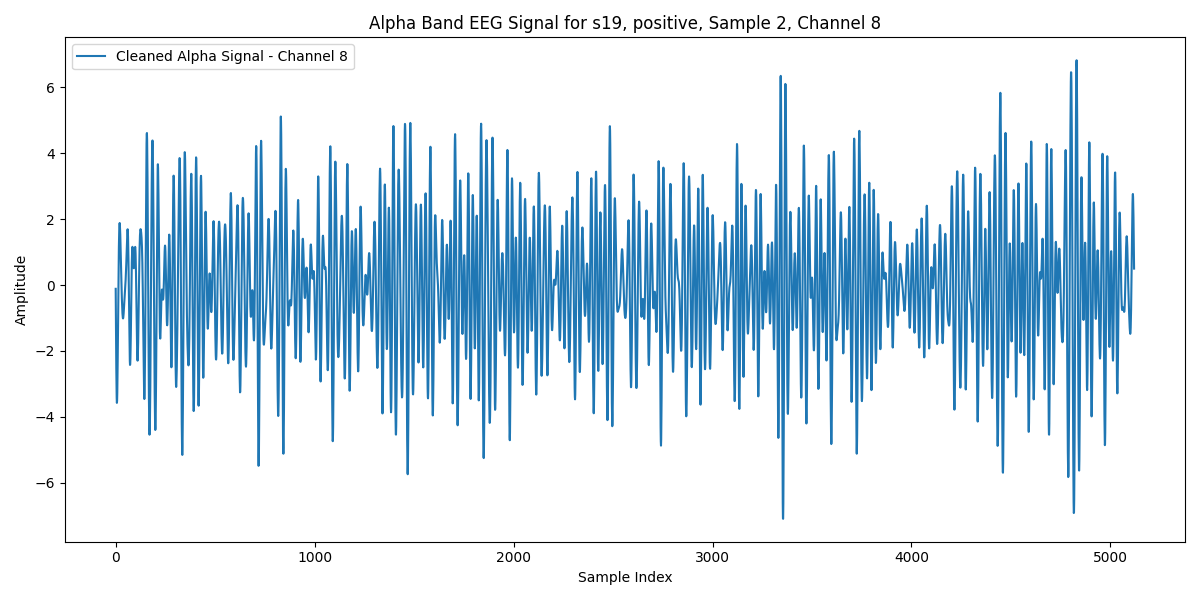 Alpha Band EEG Signal for s19, positive, Sample 2, Channel 8
Cleaned Alpha Signal - Channel 8
6
4
2
0
−2
−4
−6
Amplitude
0 1000 2000 3000 4000 5000
Sample Index